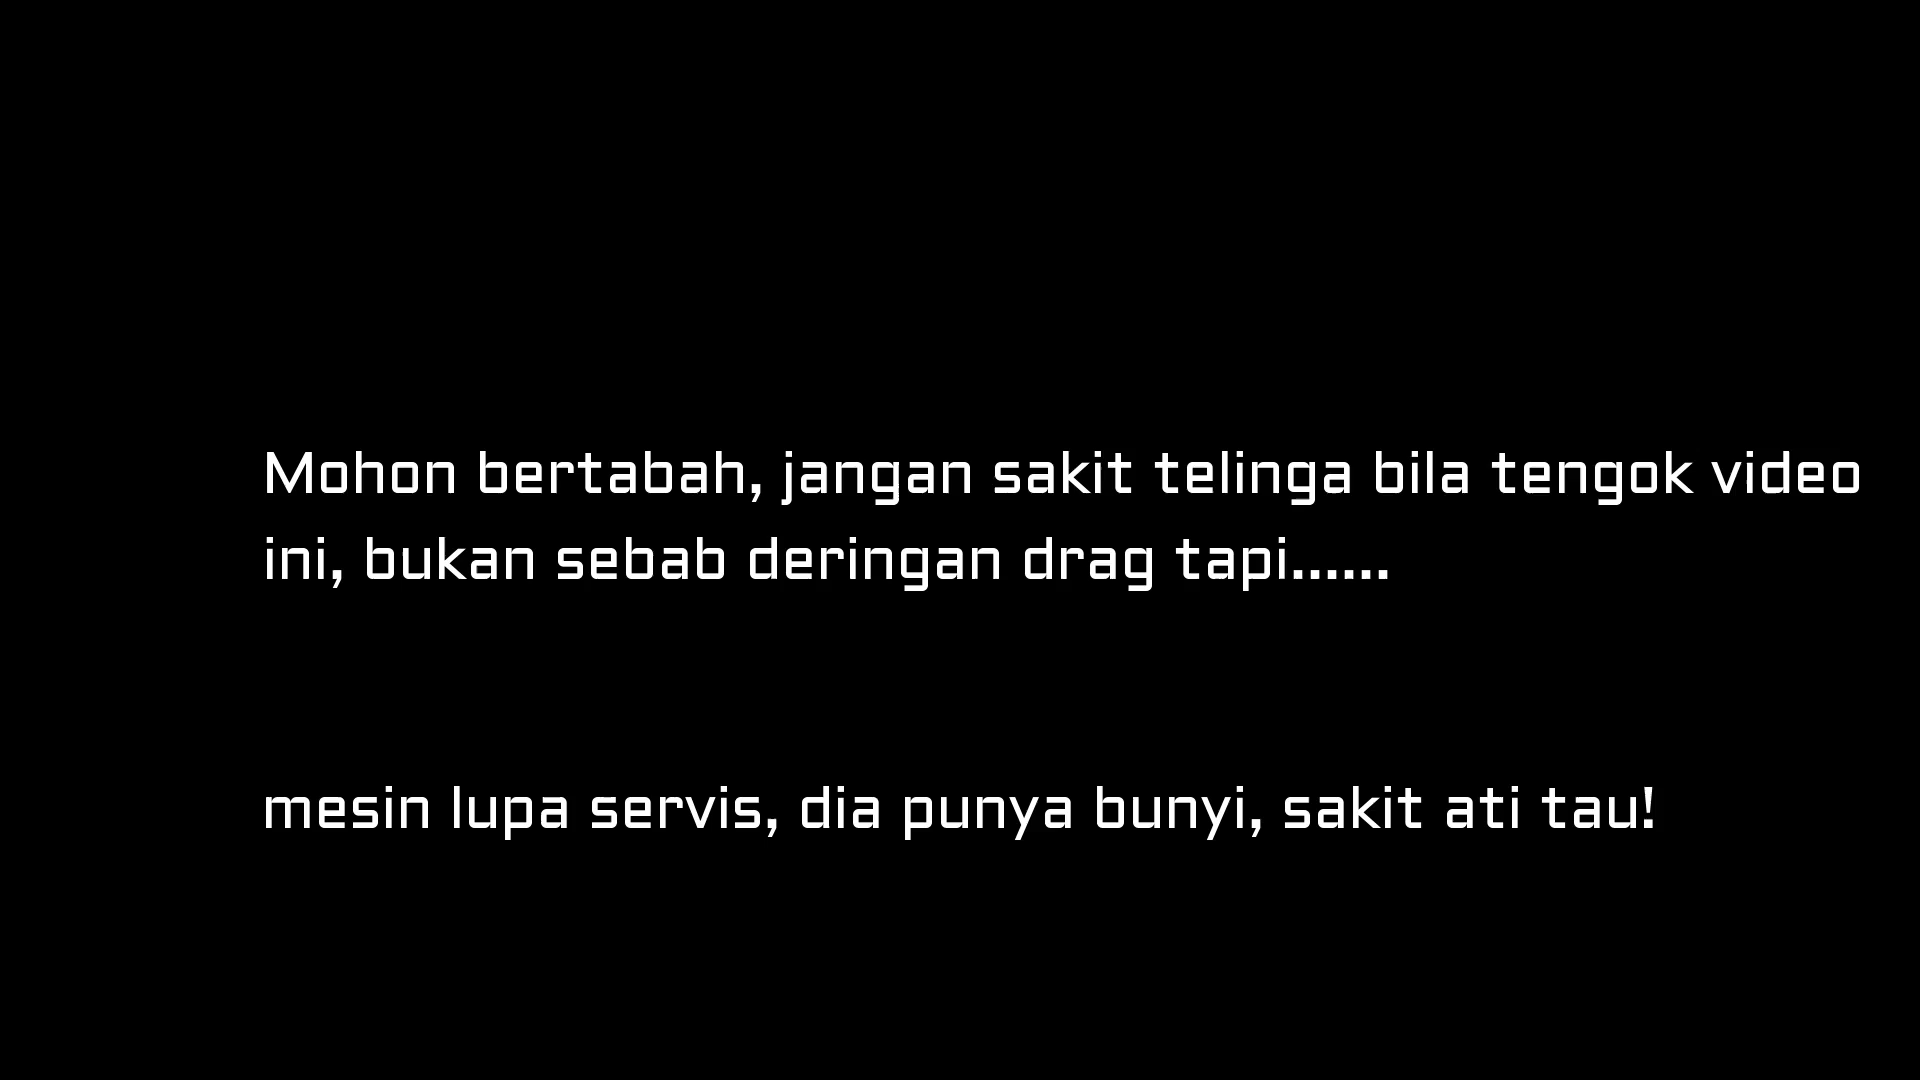 Mohon bertabah, jangan sakit telinga bila tengok video
ini, bukan sebab deringan drag tapi......
mesin lupa servis, dia punya bunyi, sakit ati tau!